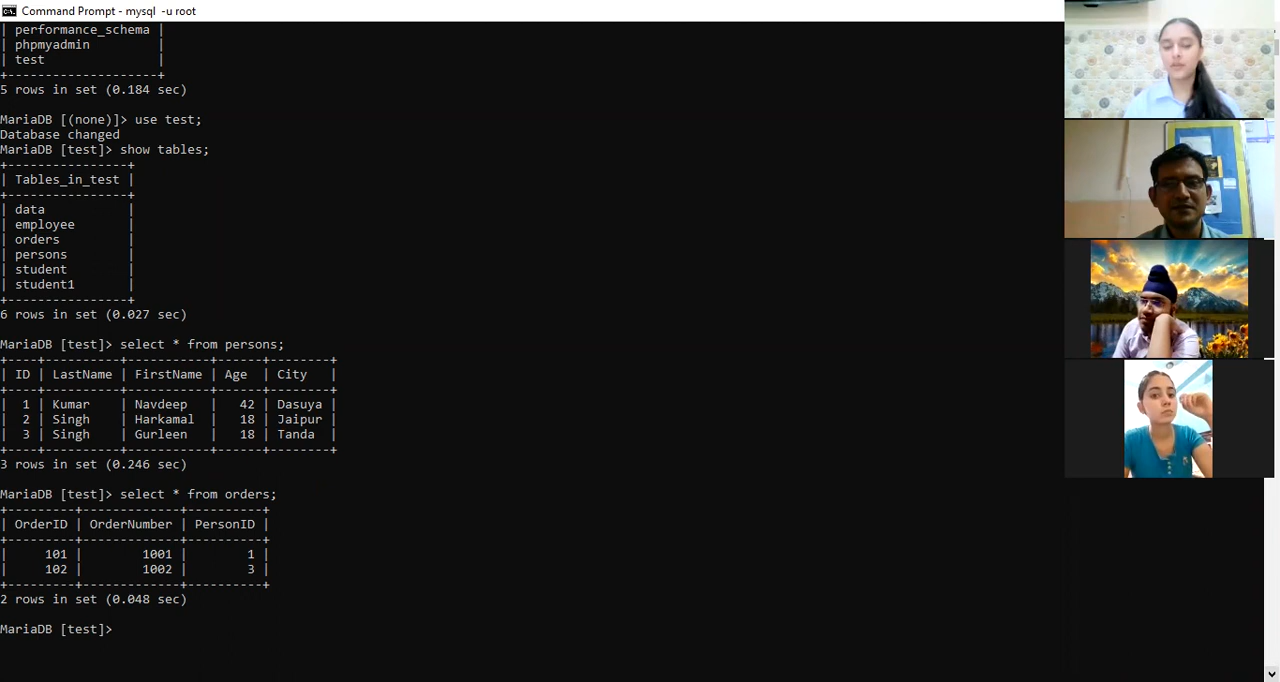 Command Prompt - mysql -u root
| performance_schema |
| phpmyadmin         |
| test               |
+--------------------+
5 rows in set (0.184 sec)
MariaDB [(none)]> use test;
Database changed
MariaDB [test]> show tables;
+----------------+
| Tables_in_test |
+----------------+
| data           |
| employee       |
| orders         |
| persons        |
| student        |
| student1       |
+----------------+
6 rows in set (0.027 sec)
MariaDB [test]> select * from persons;
+----+----------+-----------+------+--------+
| ID | LastName | FirstName | Age  | City   |
+----+----------+-----------+------+--------+
|  1 | Kumar    | Navdeep   |   42 | Dasuya |
|  2 | Singh    | Harkamal  |   18 | Jaipur |
|  3 | Singh    | Gurleen   |   18 | Tanda  |
+----+----------+-----------+------+--------+
3 rows in set (0.246 sec)
MariaDB [test]> select * from orders;
+---------+-------------+----------+
| OrderID | OrderNumber | PersonID |
+---------+-------------+----------+
|     101 |        1001 |        1 |
|     102 |        1002 |        3 |
+---------+-------------+----------+
2 rows in set (0.048 sec)
MariaDB [test]>